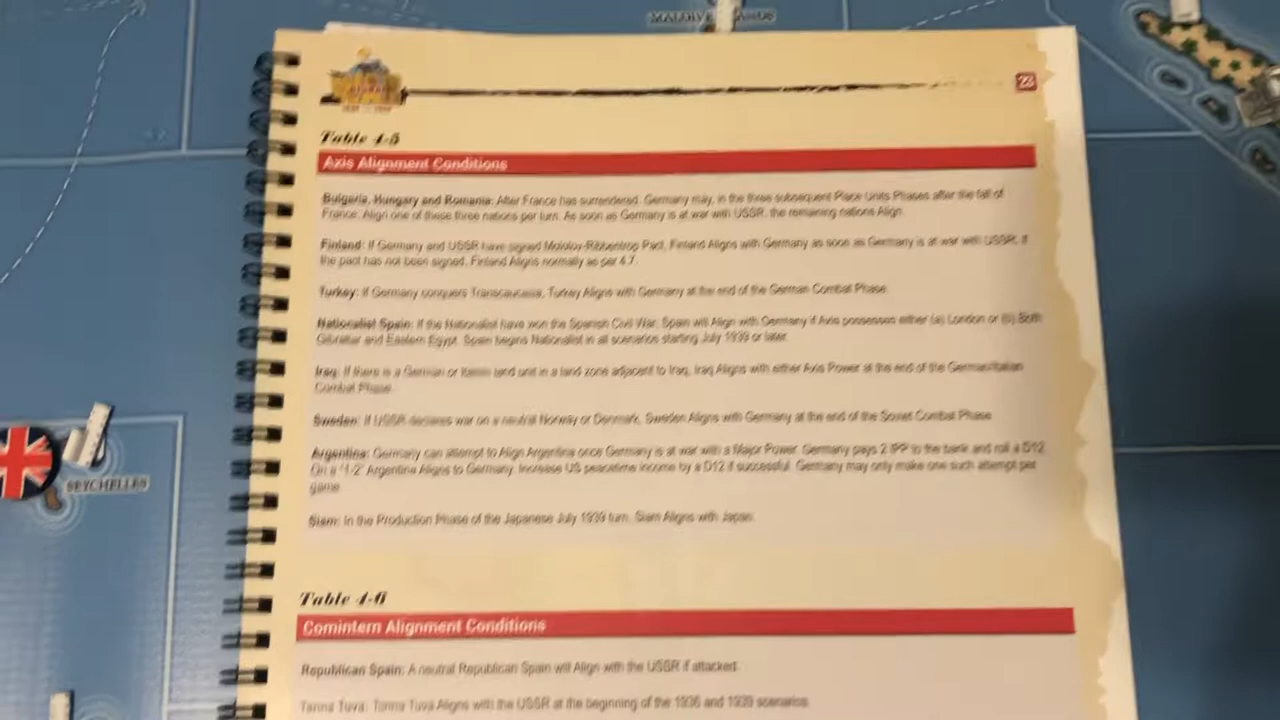 MALDIVE ISLANDS
23
Table 4-5
Axis Alignment Conditions
Bulgaria, Hungary and Romania: After France has surrendered, Germany may, in the three subsequent Place Units Phases after the fall of
France, Align one of these three nations per turn. As soon as Germany is at war with USSR, the remaining nations Align.
Finland: If Germany and USSR have signed Molotov-Ribbentrop Pact, Finland Aligns with Germany as soon as Germany is at war with USSR. If
the pact has not been signed, Finland Aligns normally as per 4.7.
Turkey: If Germany conquers Transcaucasia, Turkey Aligns with Germany at the end of the German Combat Phase.
Nationalist Spain: If the Nationalist have won the Spanish Civil War, Spain will Align with Germany if Axis possesses either (a) London or (b) Both
Gibraltar and Eastern Egypt. Spain begins Nationalist in all scenarios starting July 1939 or later.
Iraq: If there is a German or Italian land unit in a land zone adjacent to Iraq, Iraq Aligns with either Axis Power at the end of the German/Italian
Combat Phase.
Sweden: If USSR declares war on a neutral Norway or Denmark, Sweden Aligns with Germany at the end of the Soviet Combat Phase.
Argentina: Germany can attempt to Align Argentina once Germany is at war with a Major Power. Germany pays 2 IPP to the bank and roll a D12.
On a '1-2' Argentina Aligns to Germany. Increase US peacetime income by a D12 if successful. Germany may only make one such attempt per
game.
SEYCHELLES
Siam: In the Production Phase of the Japanese July 1939 turn, Siam Aligns with Japan.
Table 4-6
Comintern Alignment Conditions
Republican Spain: A neutral Republican Spain will Align with the USSR if attacked.
Tanna Tuva: Tanna Tuva Aligns with the USSR at the beginning of the 1936 and 1939 scenarios.